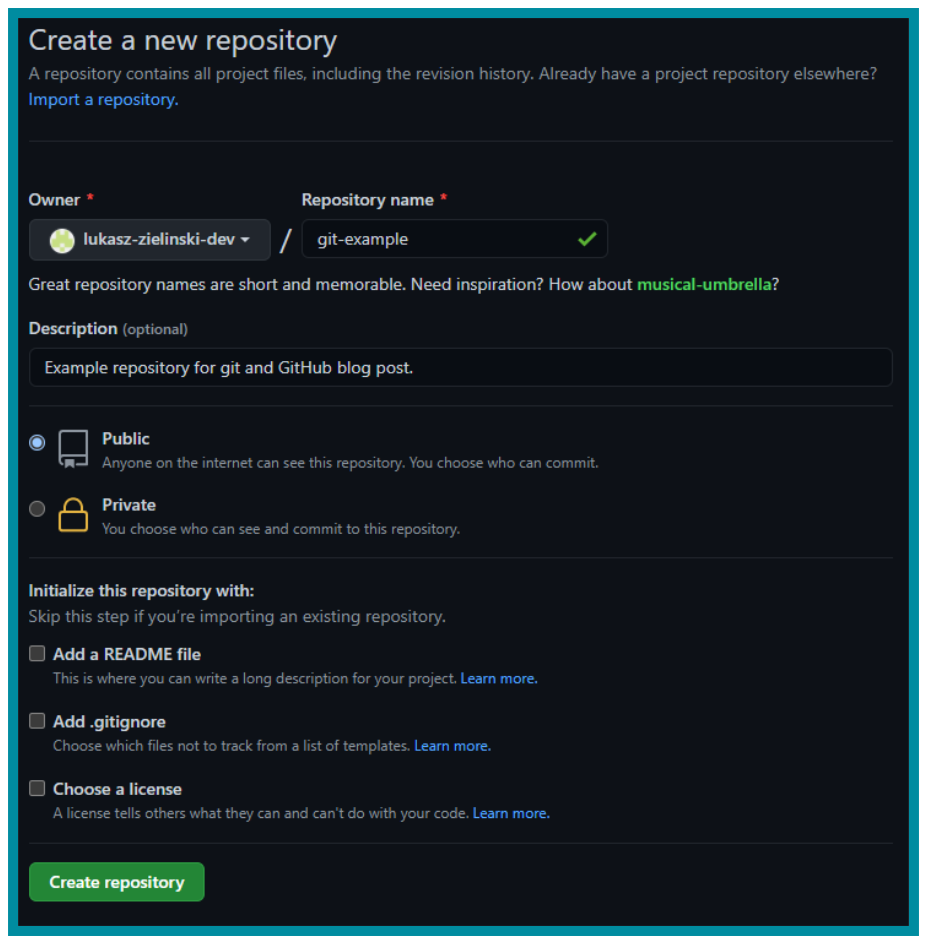 Create a new repository
A repository contains all project files, including the revision history. Already have a project repository elsewhere?
Import a repository.
Owner * Repository name *
lukasz-zielinski-dev / git-example
Great repository names are short and memorable. Need inspiration? How about musical-umbrella?
Description (optional)
Example repository for git and GitHub blog post.
Public
Anyone on the internet can see this repository. You choose who can commit.
Private
You choose who can see and commit to this repository.
Initialize this repository with:
Skip this step if you're importing an existing repository.
Add a README file
This is where you can write a long description for your project. Learn more.
Add .gitignore
Choose which files not to track from a list of templates. Learn more.
Choose a license
A license tells others what they can and can't do with your code. Learn more.
Create repository